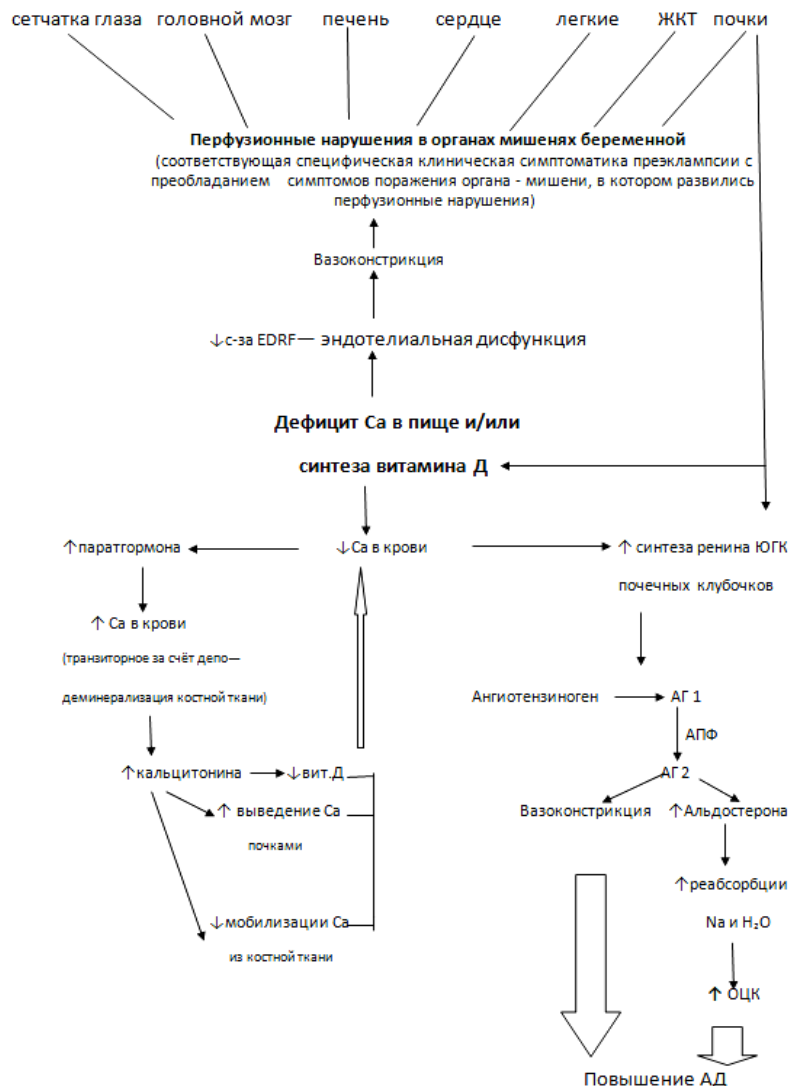 сетчатка глаза головной мозг печень сердце легкие ЖКТ почки
Перфузионные нарушения в органах мишенях беременной
(соответствующая специфическая клиническая симптоматика преэклампсии с
преобладанием симптомов поражения органа - мишени, в котором развились
перфузионные нарушения)
Вазоконстрикция
↓с-за EDRF— эндотелиальная дисфункция
Дефицит Са в пище и/или
синтеза витамина Д
↑паратгормона
↓Са в крови
↑ синтеза ренина ЮГК
почечных клубочков
↑ Са в крови
(транзиторное за счёт депо—
деминерализация костной ткани)
Ангиотензиноген
АГ 1
АПФ
↑кальцитонина
↓вит.Д
АГ 2
↑ выведение Са
почками
Вазоконстрикция
↑Альдостерона
↑реабсорбции
Na и H₂O
↓мобилизации Са
из костной ткани
↑ ОЦК
Повышение АД